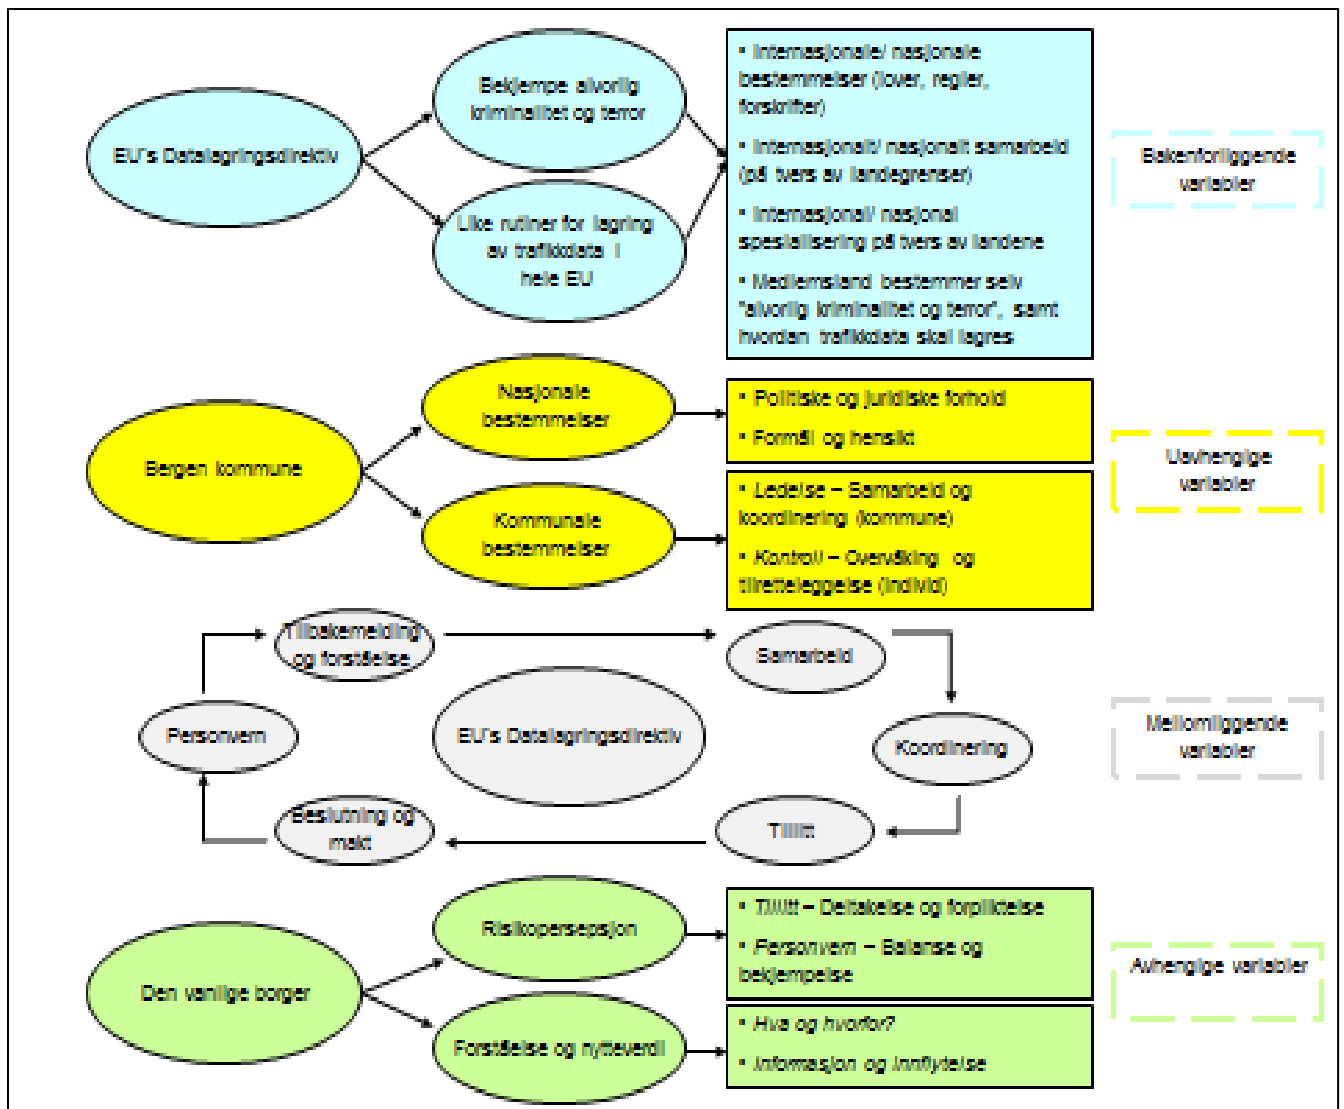 EU's Datalagringsdirektiv
Bekjempe alvorlig
kriminalitet og terror
Like rutiner for lagring
av trafikkdata i
hele EU
▪ Internasjonale/ nasjonale
bestemmelser (lover, regler,
forskrifter)
▪ Internasjonalt/ nasjonalt samarbeid
(på tvers av landegrenser)
▪ Internasjonal/ nasjonal
spesialisering på tvers av landene
▪ Medlemsland bestemmer selv
"alvorlig kriminalitet og terror", samt
hvordan trafikkdata skal lagres
Bakenforliggende
variabler
Bergen kommune
Nasjonale
bestemmelser
Kommunale
bestemmelser
▪ Politiske og juridiske forhold
▪ Formål og hensikt
▪ Ledelse – Samarbeid og
koordinering (kommune)
▪ Kontroll – Overvåking og
tilretteleggelse (individ)
Uavhengige
variabler
Tilbakemelding
og forståelse
Samarbeid
Personvern
EU's Datalagringsdirektiv
Koordinering
Beslutning og
makt
Tillitt
Mellomliggende
variabler
Den vanlige borger
Risikopersepsjon
Forståelse og nytteverdi
▪ Tillitt – Deltakelse og forpliktelse
▪ Personvern – Balanse og
bekjempelse
▪ Hva og hvorfor?
▪ Informasjon og innflytelse
Avhengige variabler